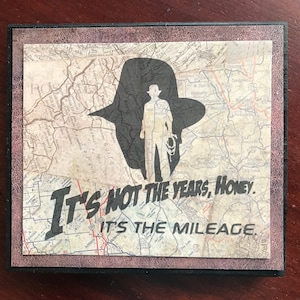 It's not the years, Honey.
It's the mileage.